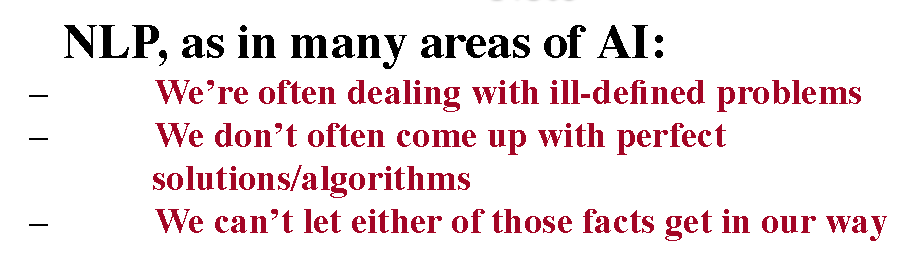 NLP, as in many areas of AI:
– We’re often dealing with ill-defined problems
– We don’t often come up with perfect
solutions/algorithms
– We can’t let either of those facts get in our way